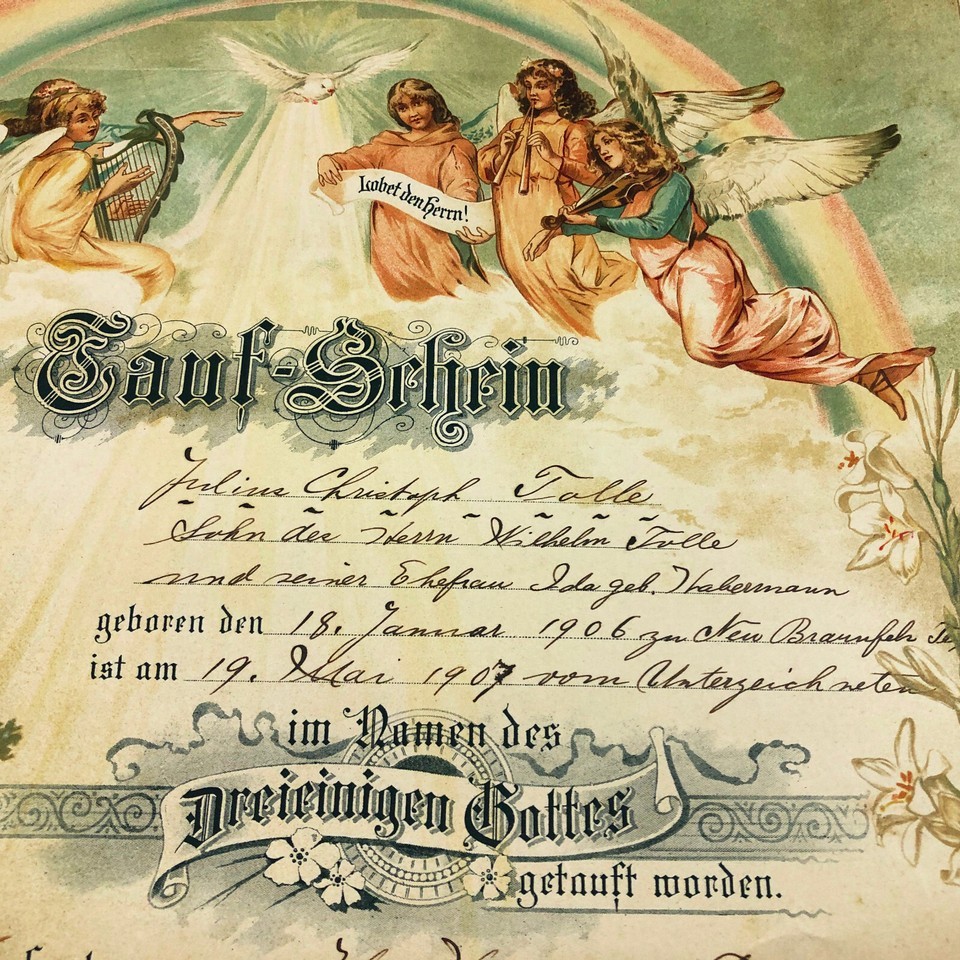 Lobet den Herrn!
Tauf-Schein
Julius Christoph Tolle
Sohn des Herrn Wilhelm Tolle
und seiner Ehefrau Ida geb. Habermann
geboren den 18. Januar 1906 zu New Braunfels
ist am 19. Mai 1907 vom Unterzeichneten
im Namen des
Dreieinigen Gottes
getauft worden.